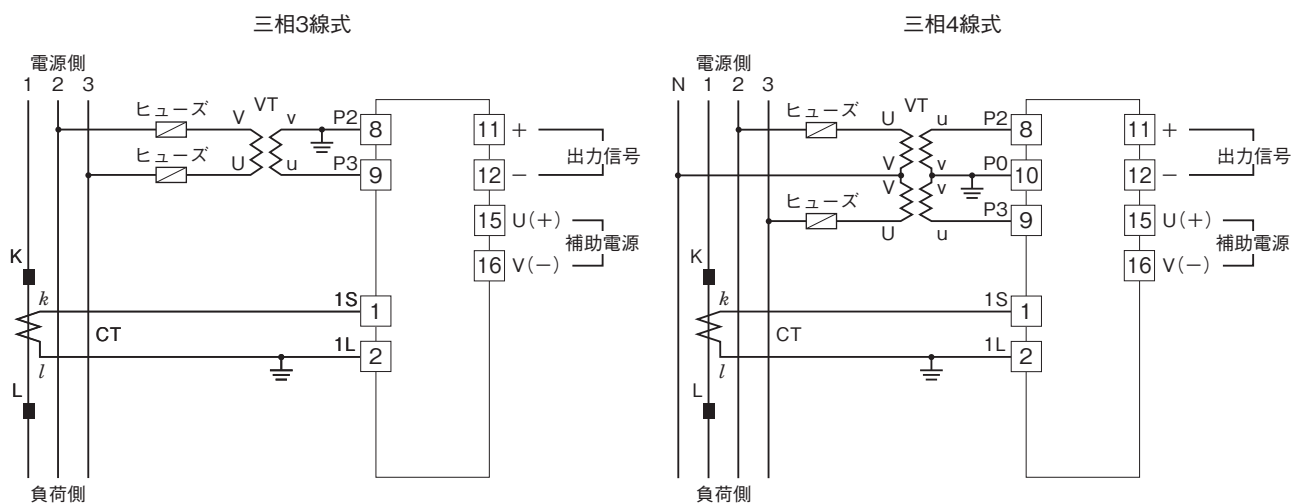 三相3線式
電源側
1 2 3
ヒューズ
V VT v P2 8
ヒューズ
U u P3 9
11 +
出力信号
12 −
15 U(+)
補助電源
16 V(−)
K
k 1S 1
CT
1L 2
l
L
負荷側
三相4線式
電源側
N 1 2 3
ヒューズ
U VT u P2 8
V v P0 10
ヒューズ V v
U u P3 9
11 +
出力信号
12 −
15 U(+)
補助電源
16 V(−)
K
k 1S 1
CT
1L 2
l
L
負荷側